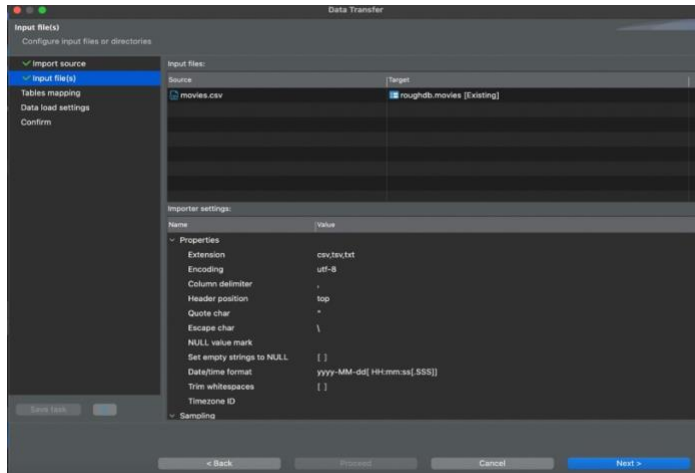 Data Transfer
Input file(s)
Configure input files or directories
Import source
Input file(s)
Tables mapping
Data load settings
Confirm
Input files:
Source Target
movies.csv roughdb.movies [Existing]
Importer settings:
Name Value
Properties
Extension csv,tsv,txt
Encoding utf-8
Column delimiter ,
Header position top
Quote char "
Escape char \
NULL value mark
Set empty strings to NULL [ ]
Date/time format yyyy-MM-dd[ HH:mm:ss[.SSS]]
Trim whitespaces [ ]
Timezone ID
Sampling
Save task
< Back Proceed Cancel Next >